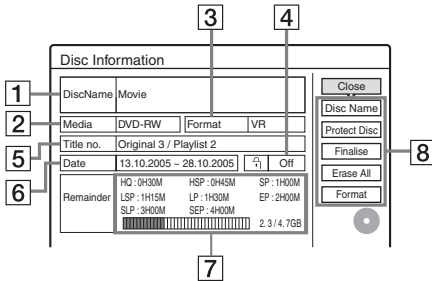 3
4
Disc Information
1
DiscName Movie
Close
Disc Name
2
Media DVD-RW Format VR
Protect Disc
5
Title no. Original 3 / Playlist 2
Finalise
8
6
Date 13.10.2005 ~ 28.10.2005 Off
Erase All
Format
Remainder
HQ : 0H30M HSP : 0H45M SP : 1H00M
LSP : 1H15M LP : 1H30M EP : 2H00M
SLP : 3H00M SEP : 4H00M
2. 3 / 4. 7GB
7